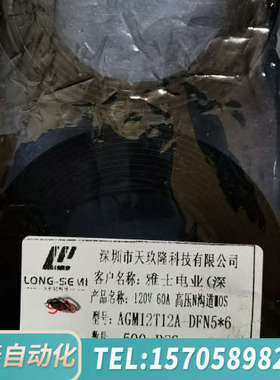 深圳市天玖隆科技有限公司
LONG-SEMI
客户名称: 雅士电业(深
产品名称: 120V 60A 高压N沟道MOS
型号: AGM12T12A-DFN5*6
自动化
TEL:1570589982